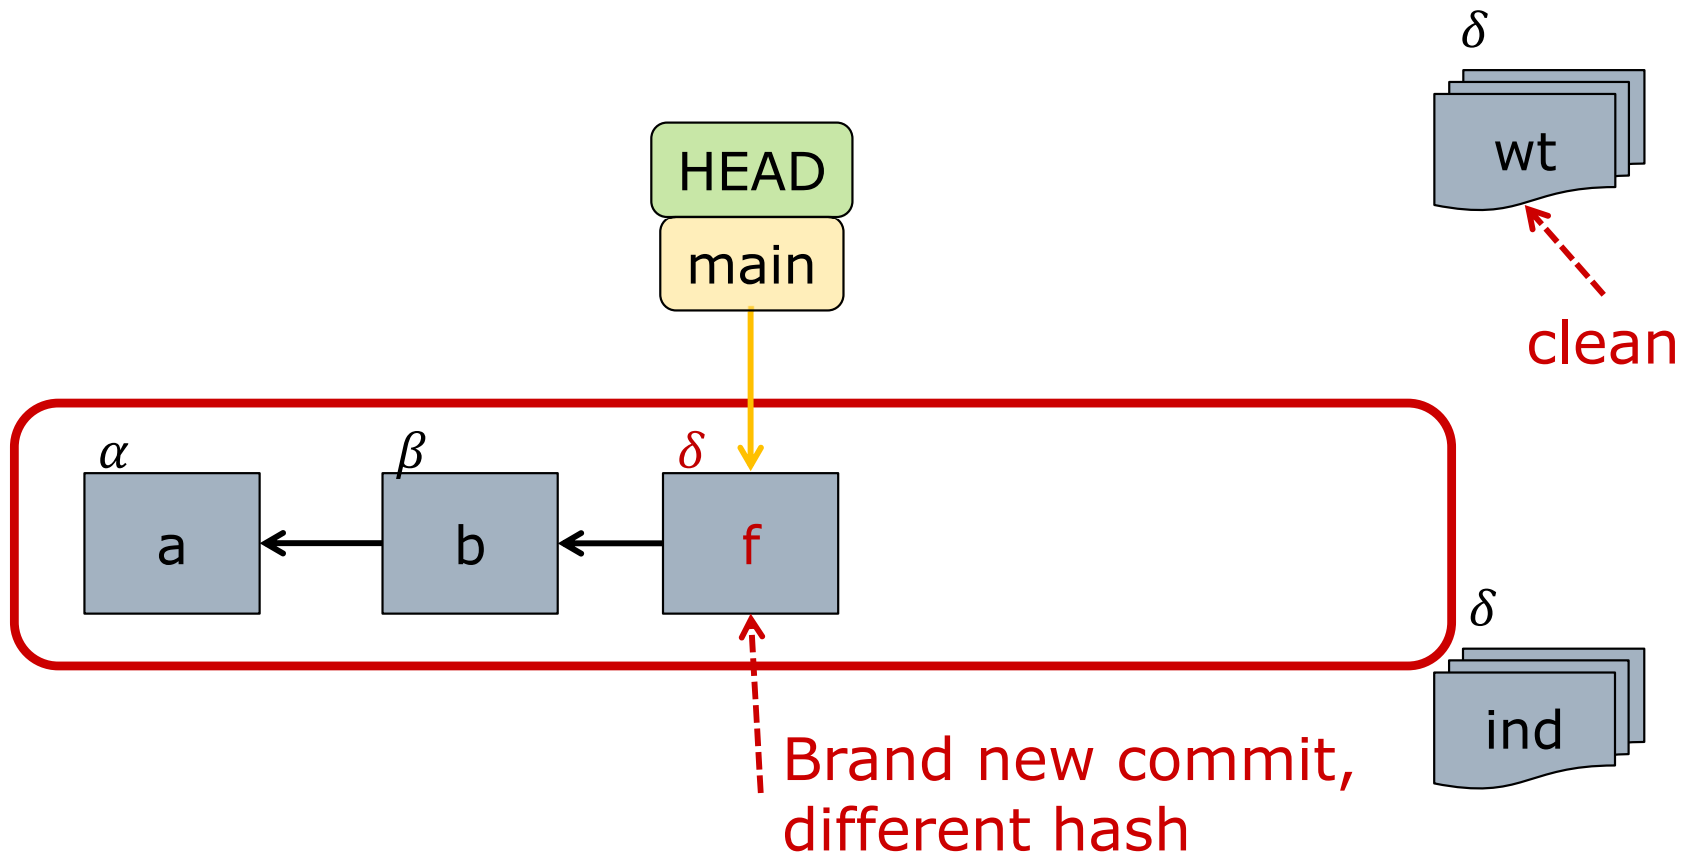 δ
wt
HEAD
main
clean
α
β
δ
a
b
f
δ
ind
Brand new commit,
different hash